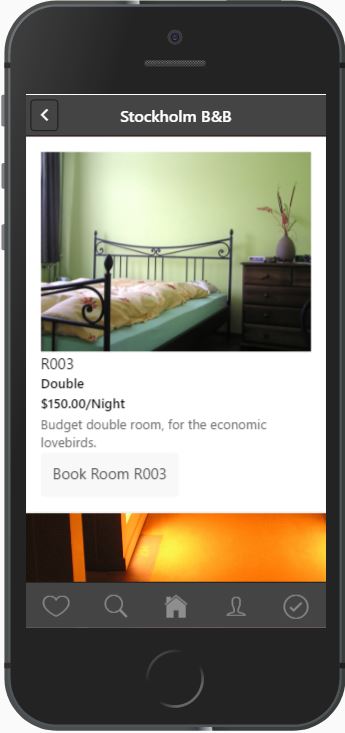 Stockholm B&B
R003
Double
$150.00/Night
Budget double room, for the economic
lovebirds.
Book Room R003